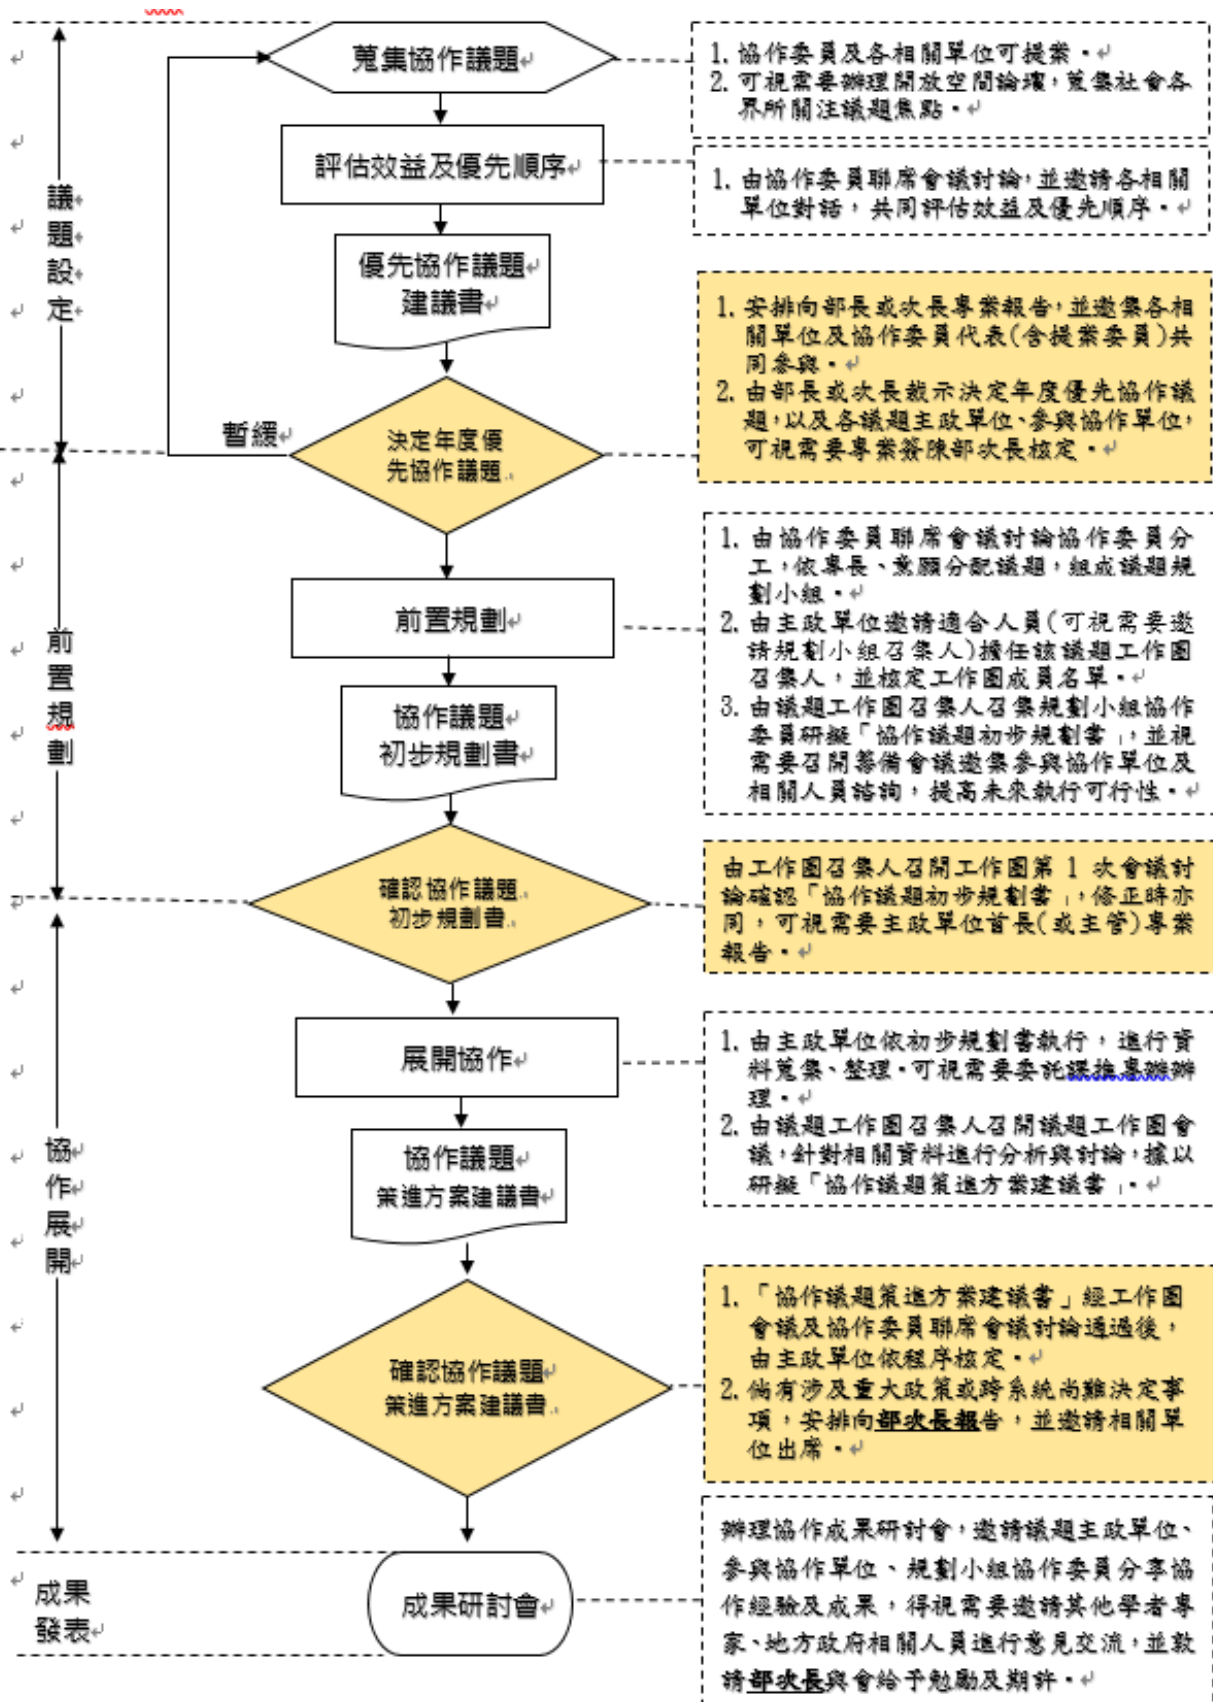 蒐集協作議題
1. 協作委員及各相關單位可提案。
2. 可視需要辦理開放空間論壇,蒐集社會各
界所關注議題焦點。
評估效益及優先順序
1. 由協作委員聯席會議討論,並邀請各相關
單位對話,共同評估效益及優先順序。
議
題
設
定
優先協作議題
建議書
1. 安排向部長或次長專案報告,並邀集各相
關單位及協作委員代表(含提案委員)共
同參與。
2. 由部長或次長裁示決定年度優先協作議
題,以及各議題主政單位、參與協作單位,
可視需要專案簽陳部次長核定。
暫緩
決定年度優
先協作議題
前
置
規
劃
前置規劃
1. 由協作委員聯席會議討論協作委員分
工,依專長、意願分配議題,組成議題規
劃小組。
2. 由主政單位邀請適合人員(可視需要邀
請規劃小組召集人)擔任該議題工作圈
召集人,並核定工作圈成員名單。
3. 由議題工作圈召集人召集規劃小組協作
委員研擬「協作議題初步規劃書」,並視
需要召開籌備會議邀集參與協作單位及
相關人員諮詢,提高未來執行可行性。
協作議題
初步規劃書
確認協作議題
初步規劃書
由工作圈召集人召開工作圈第 1 次會議討
論確認「協作議題初步規劃書」,修正時亦
同,可視需要主政單位首長(或主管)專案
報告。
協
作
展
開
展開協作
1. 由主政單位依初步規劃書執行,進行資
料蒐集、整理。可視需要委託課推專辦辦
理。
2. 由議題工作圈召集人召開議題工作圈會
議,針對相關資料進行分析與討論,據以
研擬「協作議題策進方案建議書」。
協作議題
策進方案建議書
確認協作議題
策進方案建議書
1. 「協作議題策進方案建議書」經工作圈
會議及協作委員聯席會議討論通過後,
由主政單位依程序核定。
2. 倘有涉及重大政策或跨系統尚難決定事
項,安排向部次長報告,並邀請相關單
位出席。
成果
發表
成果研討會
辦理協作成果研討會,邀請議題主政單位、
參與協作單位、規劃小組協作委員分享協
作經驗及成果,得視需要邀請其他學者專
家、地方政府相關人員進行意見交流,並敦
請部次長與會給予勉勵及期許。